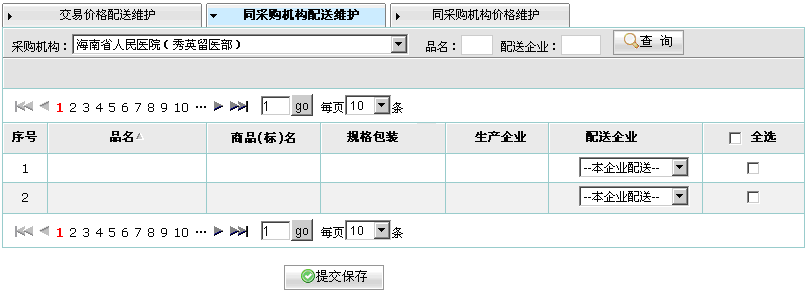 交易价格配送维护 同采购机构配送维护 同采购机构价格维护
采购机构：海南省人民医院（秀英留医部） 品名： 配送企业： 查 询
1 2 3 4 5 6 7 8 9 10 ··· 1 go 每页 10 条
序号 品名 商品(标)名 规格包装 生产企业 配送企业 全选
1 --本企业配送--
2 --本企业配送--
1 2 3 4 5 6 7 8 9 10 ··· 1 go 每页 10 条
提交保存